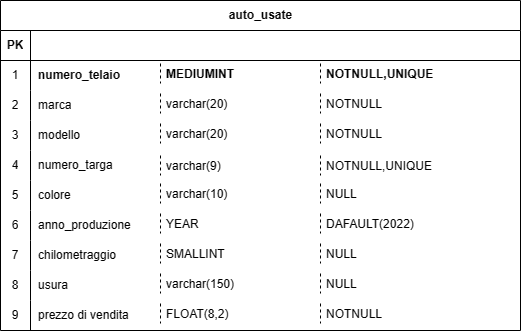 auto_usate
PK
1 numero_telaio MEDIUMINT NOTNULL,UNIQUE
2 marca varchar(20) NOTNULL
3 modello varchar(20) NOTNULL
4 numero_targa varchar(9) NOTNULL,UNIQUE
5 colore varchar(10) NULL
6 anno_produzione YEAR DAFAULT(2022)
7 chilometraggio SMALLINT NULL
8 usura varchar(150) NULL
9 prezzo di vendita FLOAT(8,2) NOTNULL